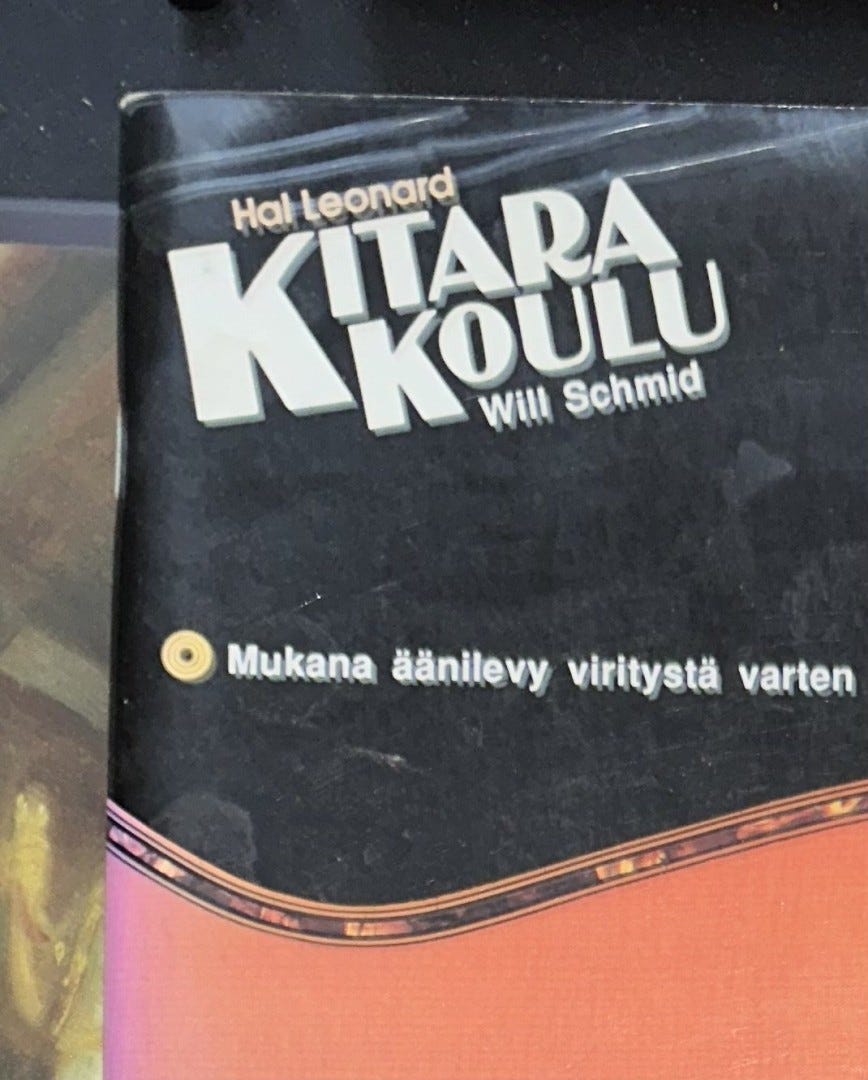 Hal Leonard
KITARA
KOULU
Will Schmid
Mukana äänilevy viritystä varten